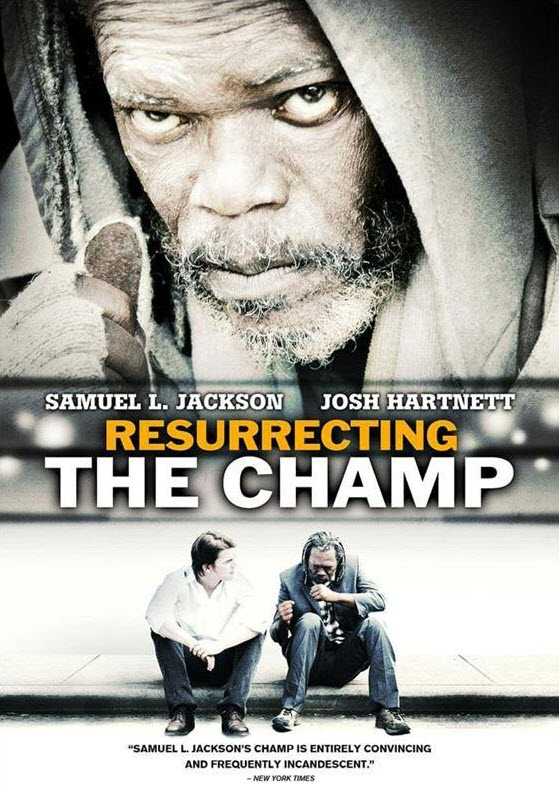 SAMUEL L. JACKSON JOSH HARTNETT
RESURRECTING
THE CHAMP
"SAMUEL L. JACKSON'S CHAMP IS ENTIRELY CONVINCING
AND FREQUENTLY INCANDESCENT."
– NEW YORK TIMES